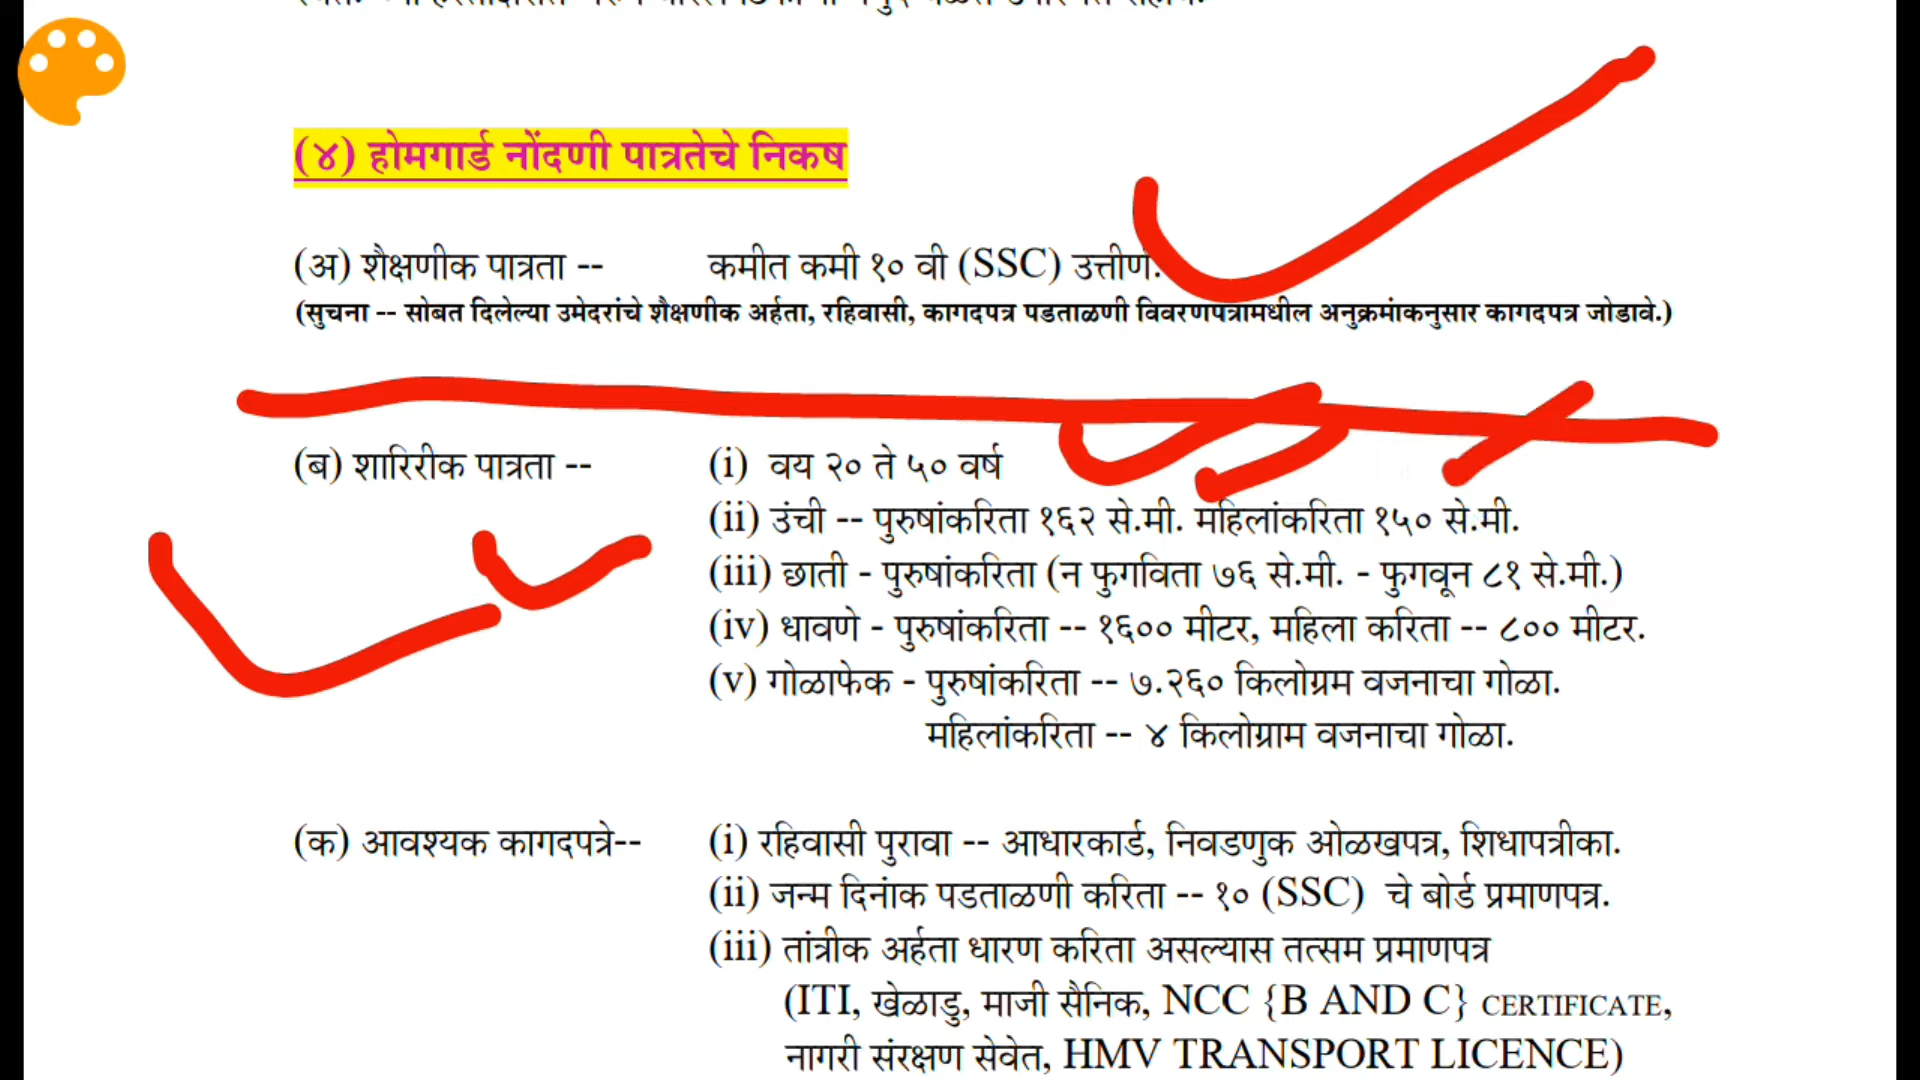 (४) होमगार्ड नोंदणी पात्रतेचे निकष
(अ) शैक्षणीक पात्रता -- कमीत कमी १० वी (SSC) उत्तीर्ण.
(सुचना -- सोबत दिलेल्या उमेदरांचे शैक्षणीक अर्हता, रहिवासी, कागदपत्र पडताळणी विवरणपत्रामधील अनुक्रमांकनुसार कागदपत्र जोडावे.)
(ब) शारिरीक पात्रता -- (i) वय २० ते ५० वर्ष
(ii) उंची -- पुरुषांकरिता १६२ से.मी. महिलांकरिता १५० से.मी.
(iii) छाती - पुरुषांकरिता (न फुगविता ७६ से.मी. - फुगवून ८१ से.मी.)
(iv) धावणे - पुरुषांकरिता -- १६०० मीटर, महिला करिता -- ८०० मीटर.
(v) गोळाफेक - पुरुषांकरिता -- ७.२६० किलोग्रम वजनाचा गोळा.
महिलांकरिता -- ४ किलोग्राम वजनाचा गोळा.
(क) आवश्यक कागदपत्रे-- (i) रहिवासी पुरावा -- आधारकार्ड, निवडणुक ओळखपत्र, शिधापत्रीका.
(ii) जन्म दिनांक पडताळणी करिता -- १० (SSC) चे बोर्ड प्रमाणपत्र.
(iii) तांत्रीक अर्हता धारण करिता असल्यास तत्सम प्रमाणपत्र
(ITI, खेळाडु, माजी सैनिक, NCC {B AND C} CERTIFICATE,
नागरी संरक्षण सेवेत, HMV TRANSPORT LICENCE)